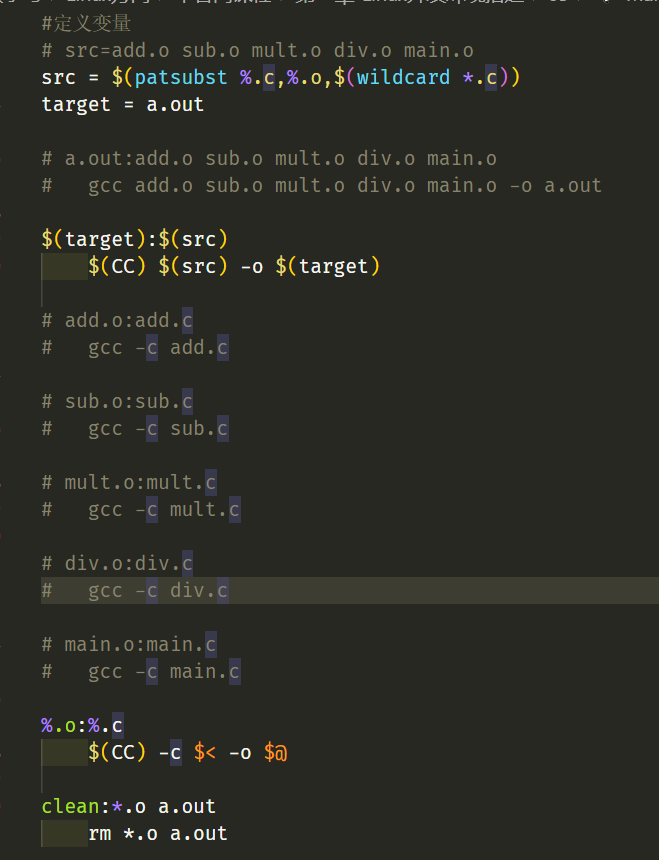 #定义变量
# src=add.o sub.o mult.o div.o main.o
src = $(patsubst %.c,%.o,$(wildcard *.c))
target = a.out
# a.out:add.o sub.o mult.o div.o main.o
#   gcc add.o sub.o mult.o div.o main.o -o a.out
$(target):$(src)
    $(CC) $(src) -o $(target)
# add.o:add.c
#   gcc -c add.c
# sub.o:sub.c
#   gcc -c sub.c
# mult.o:mult.c
#   gcc -c mult.c
# div.o:div.c
#   gcc -c div.c
# main.o:main.c
#   gcc -c main.c
%.o:%.c
    $(CC) -c $< -o $@
clean:*.o a.out
    rm *.o a.out